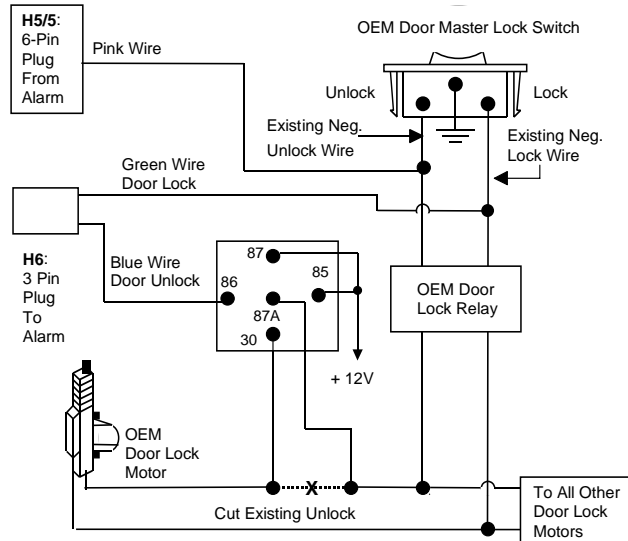 H5/5:
6-Pin
Plug
From
Alarm
Pink Wire
OEM Door Master Lock Switch
Unlock
Lock
Existing Neg.
Unlock Wire
Existing Neg.
Lock Wire
Green Wire
Door Lock
H6:
3 Pin
Plug
To
Alarm
Blue Wire
Door Unlock
87
86
85
87A
30
+ 12V
OEM Door
Lock Relay
OEM
Door Lock
Motor
X
Cut Existing Unlock
To All Other
Door Lock
Motors